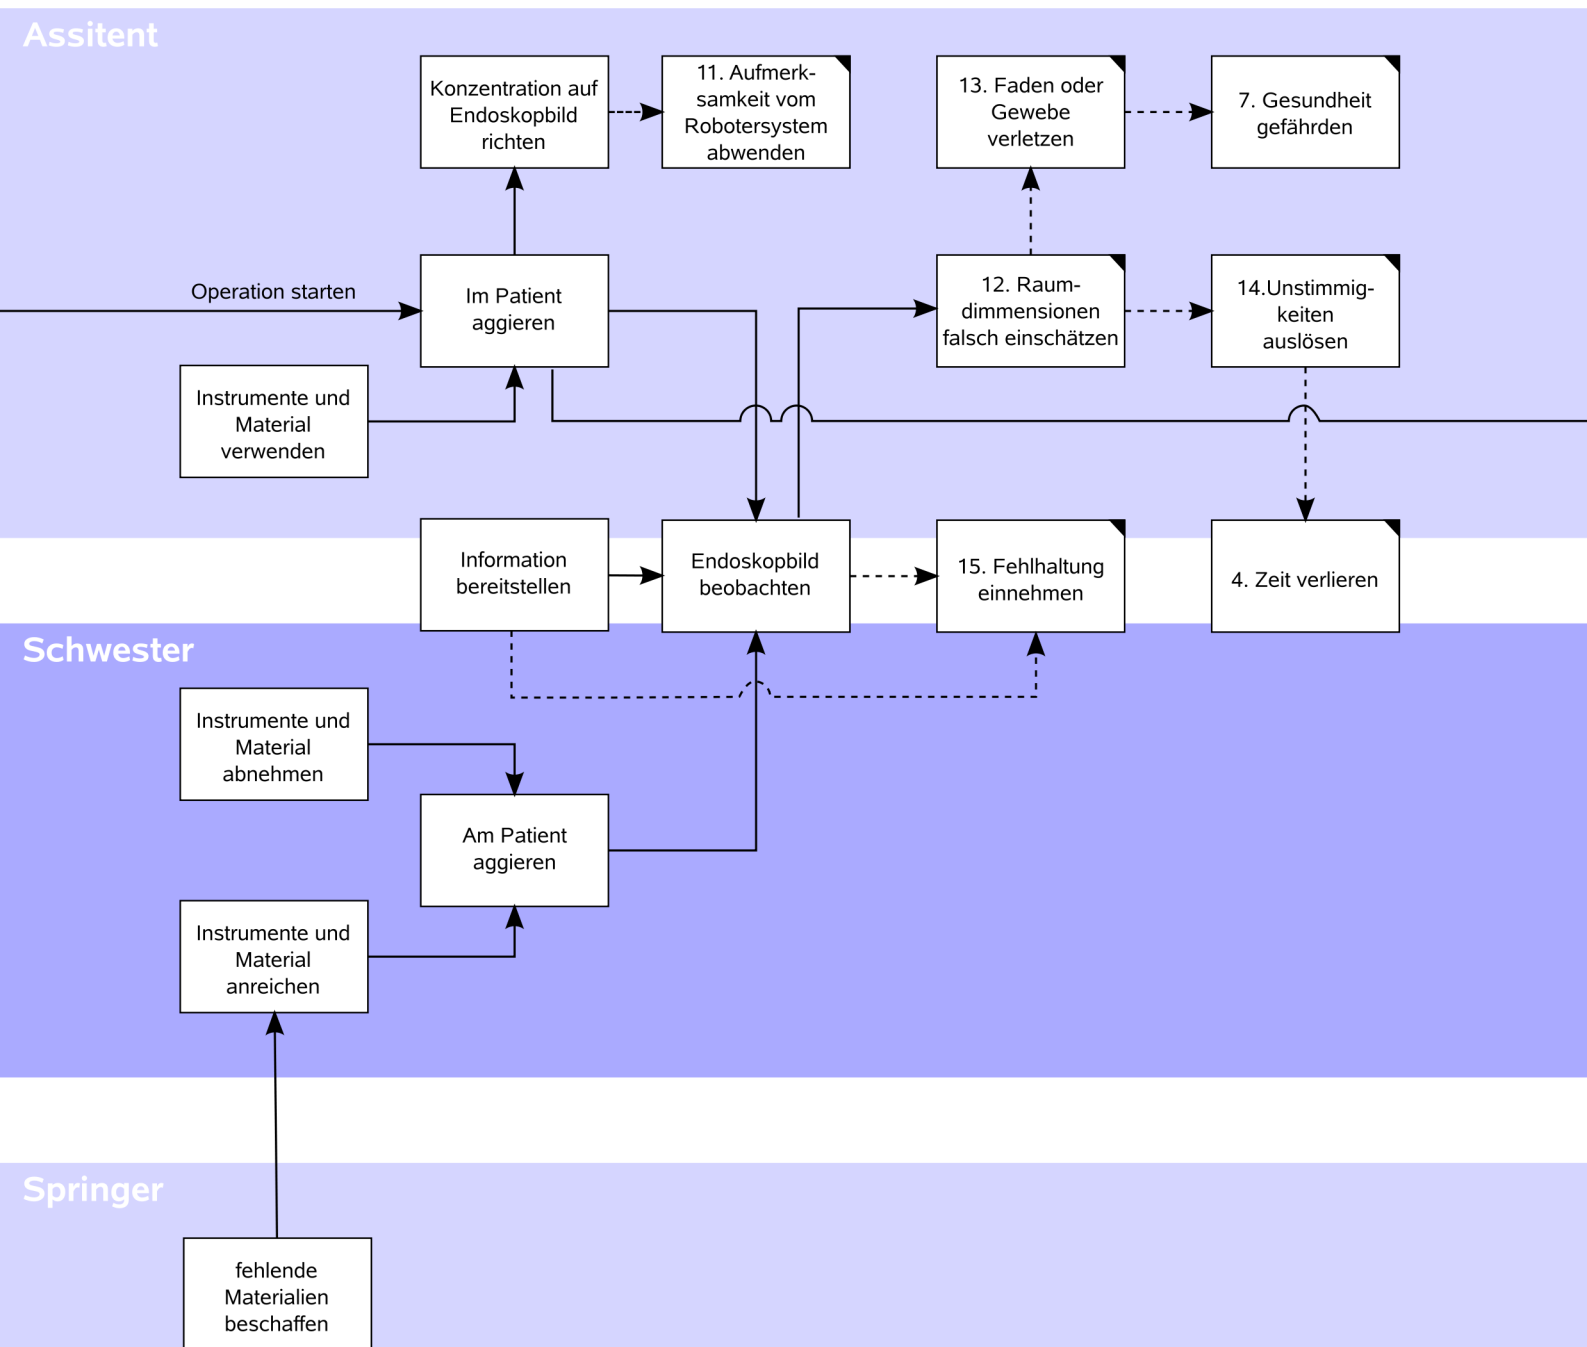 Assitent
Konzentration auf
Endoskopbild
richten
11. Aufmerk-
samkeit vom
Robotersystem
abwenden
13. Faden oder
Gewebe
verletzen
7. Gesundheit
gefährden
Operation starten
Im Patient
aggieren
12. Raum-
dimmensionen
falsch einschätzen
14.Unstimmig-
keiten
auslösen
Instrumente und
Material
verwenden
Information
bereitstellen
Endoskopbild
beobachten
15. Fehlhaltung
einnehmen
4. Zeit verlieren
Schwester
Instrumente und
Material
abnehmen
Am Patient
aggieren
Instrumente und
Material
anreichen
Springer
fehlende
Materialien
beschaffen